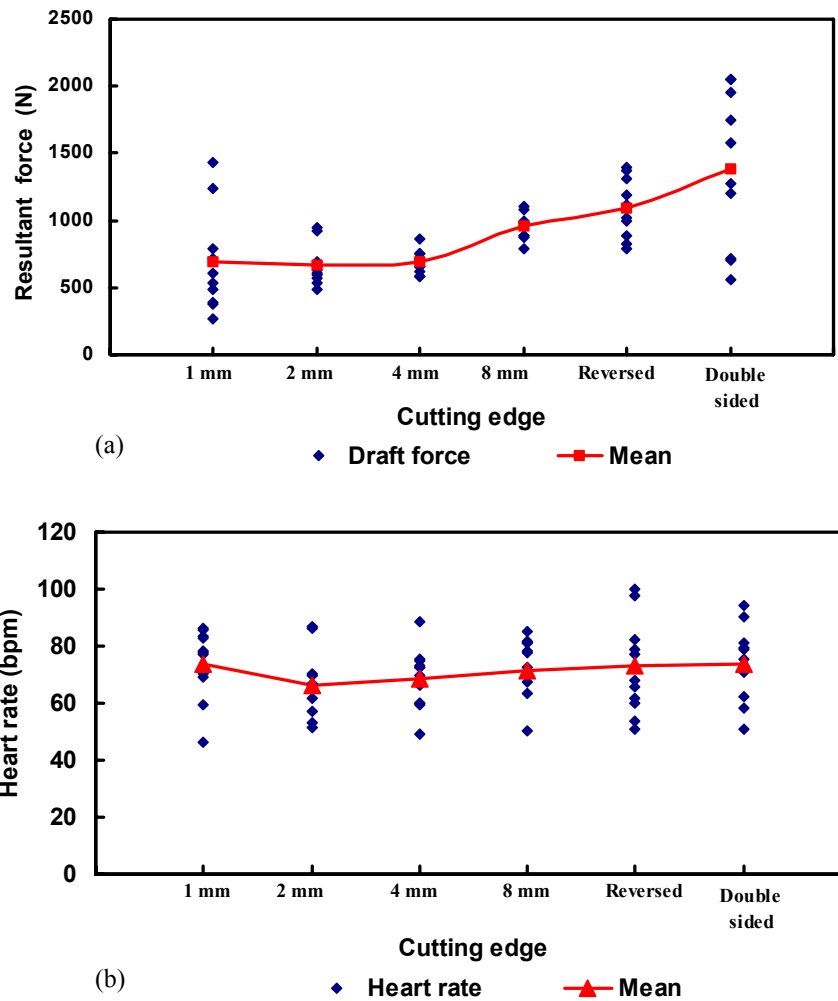 2500
2000
1500
1000
500
0
Resultant force (N)
1 mm 2 mm 4 mm 8 mm Reversed Double
sided
Cutting edge
(a)
Draft force Mean
120
100
80
60
40
20
0
Heart rate (bpm)
1 mm 2 mm 4 mm 8 mm Reversed Double
sided
Cutting edge
(b)
Heart rate Mean